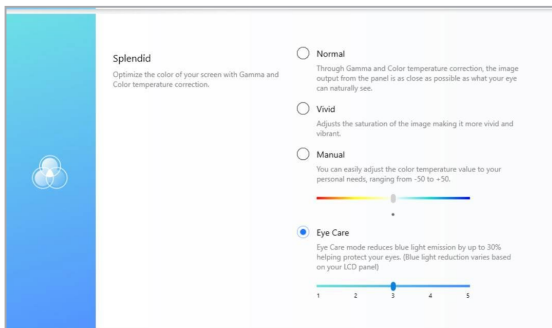 Splendid
Optimize the color of your screen with Gamma and
Color temperature correction.
Normal
Through Gamma and Color temperature correction, the image
output from the panel is as close as possible as what your eye
can naturally see.
Vivid
Adjusts the saturation of the image making it more vivid and
vibrant.
Manual
You can easily adjust the color temperature value to your
personal needs, ranging from -50 to +50.
Eye Care
Eye Care mode reduces blue light emission by up to 30%
helping protect your eyes. (Blue light reduction varies based
on your LCD panel)
1 2 3 4 5